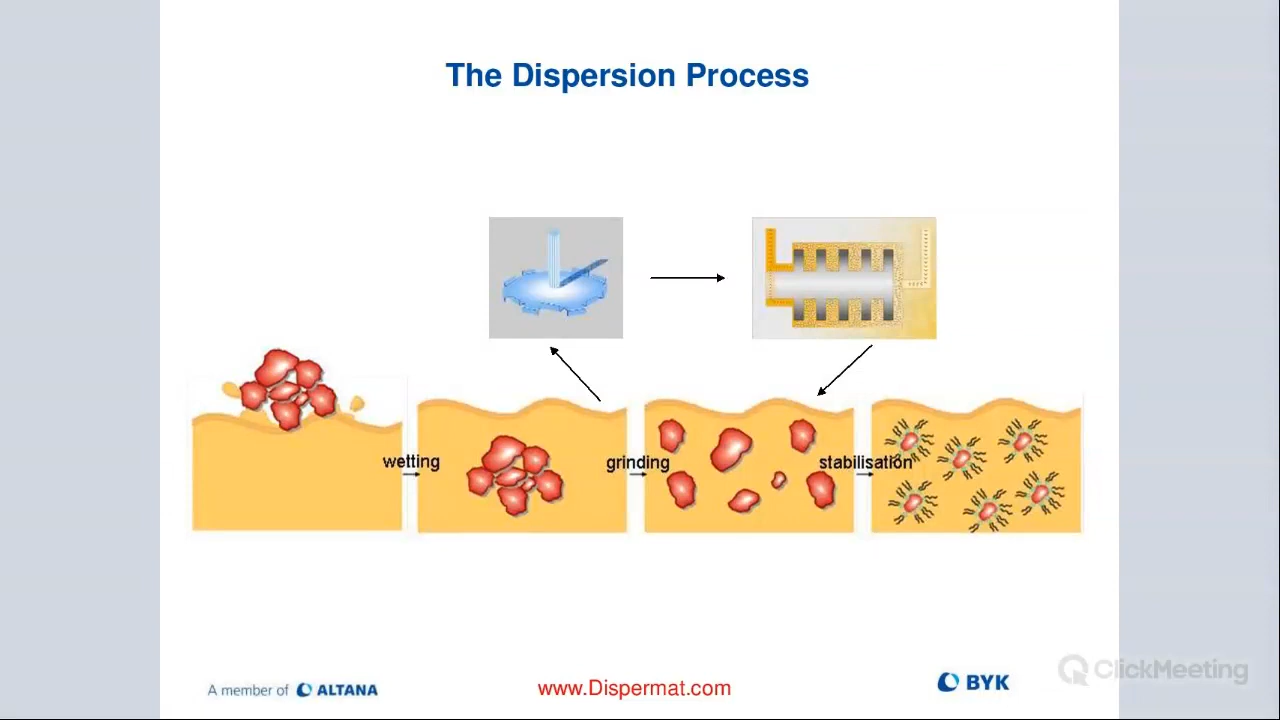 The Dispersion Process
wetting
grinding
stabilisation
A member of ALTANA
www.Dispermat.com
BYK
ClickMeeting